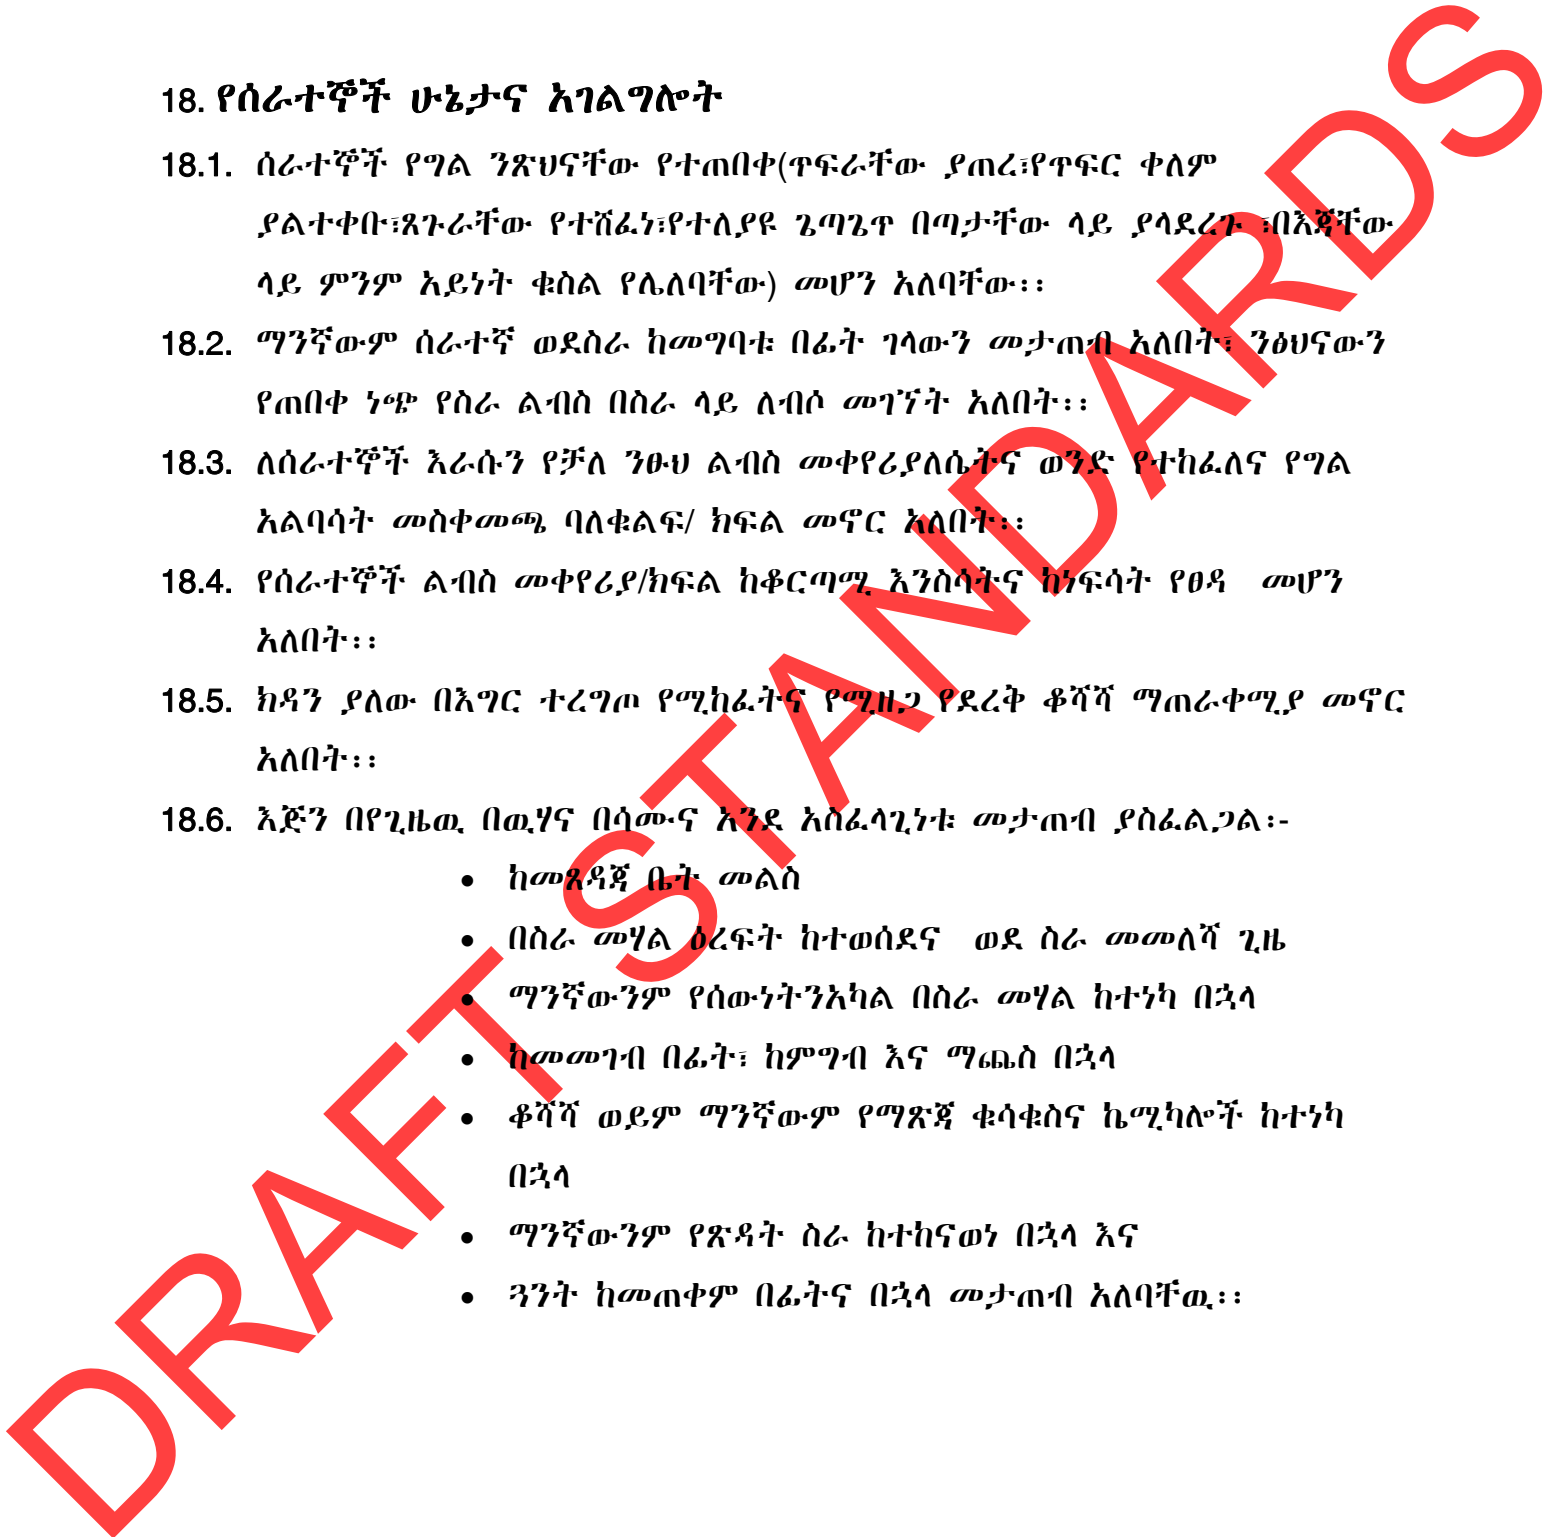 18. የሰራተኞች ሁኔታና አገልግሎት
18.1. ሰራተኞች የግል ንጽህናቸው የተጠበቀ(ጥፍራቸው ያጠረ፣የጥፍር ቀለም
ያልተቀቡ፣ጸጉራቸው የተሸፈነ፣የተለያዩ ጌጣጌጥ በጣታቸው ላይ ያላደረጉ ፣በእጃቸው
ላይ ምንም አይነት ቁስል የሌለባቸው) መሆን አለባቸው፡፡
18.2. ማንኛውም ሰራተኛ ወደስራ ከመግባቱ በፊት ገላውን መታጠብ አለበት፣ ንፅህናውን
የጠበቀ ነጭ የስራ ልብስ በስራ ላይ ለብሶ መገኘት አለበት፡፡
18.3. ለሰራተኞች እራሱን የቻለ ንፁህ ልብስ መቀየሪያለሴትና ወንድ የተከፈለና የግል
አልባሳት መስቀመጫ ባለቁልፍ/ ክፍል መኖር አለበት፡፡
18.4. የሰራተኞች ልብስ መቀየሪያ/ክፍል ከቆርጣሚ እንስሳትና ከነፍሳት የፀዳ መሆን
አለበት፡፡
18.5. ክዳን ያለው በእግር ተረግጦ የሚከፈትና የሚዘጋ የደረቅ ቆሻሻ ማጠራቀሚያ መኖር
አለበት፡፡
18.6. እጅን በየጊዜዉ በዉሃና በሳሙና አንደ አስፈላጊነቱ መታጠብ ያስፈልጋል፡-
• ከመጸዳጃ ቤት መልስ
• በስራ መሃል ዕረፍት ከተወሰደና ወደ ስራ መመለሻ ጊዜ
• ማንኛውንም የሰውነትንአካል በስራ መሃል ከተነካ በኋላ
• ከመመገብ በፊት፣ ከምግብ እና ማጨስ በኋላ
• ቆሻሻ ወይም ማንኛውም የማጽጃ ቁሳቁስና ኬሚካሎች ከተነካ
በኋላ
• ማንኛውንም የጽዳት ስራ ከተከናወነ በኋላ እና
• ጓንት ከመጠቀም በፊትና በኋላ መታጠብ አለባቸዉ፡፡
DRAFT STANDARDS